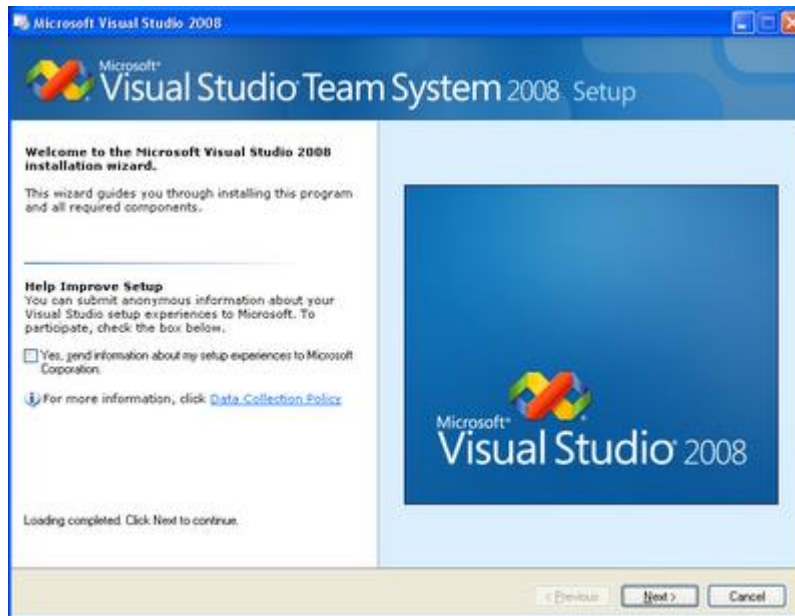 Microsoft Visual Studio 2008
Microsoft®
Visual Studio Team System 2008 Setup
Welcome to the Microsoft Visual Studio 2008
installation wizard.
This wizard guides you through installing this program
and all required components.
Help Improve Setup
You can submit anonymous information about your
Visual Studio setup experiences to Microsoft. To
participate, check the box below.
Yes, send information about my setup experiences to Microsoft
Corporation.
For more information, click Data Collection Policy
Loading completed. Click Next to continue.
Microsoft®
Visual Studio® 2008
< Previous
Next >
Cancel